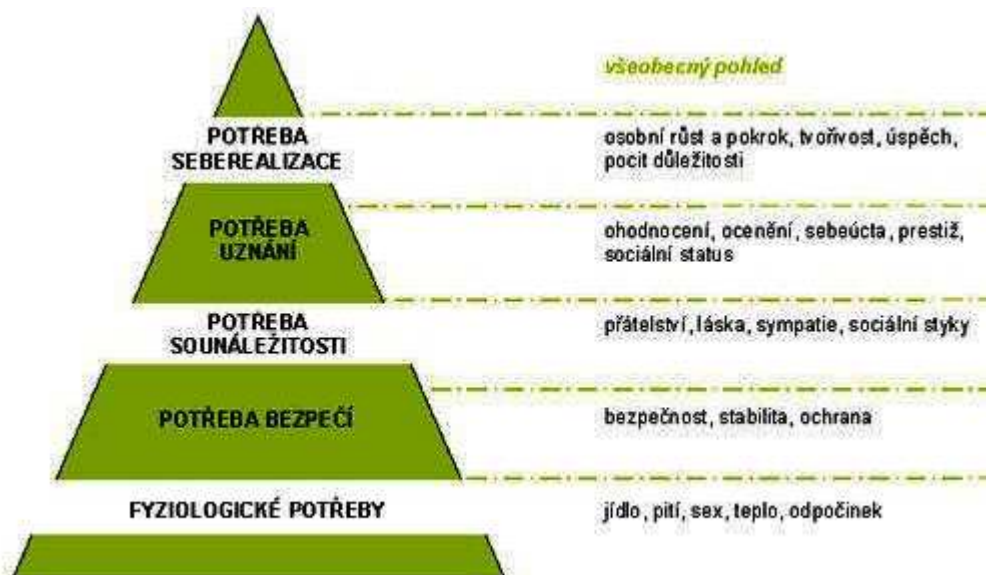 všeobecný pohled
POTŘEBA
SEBEREALIZACE
osobní růst a pokrok, tvořivost, úspěch,
pocit důležitosti
POTŘEBA
UZNÁNÍ
ohodnocení, ocenění, sebeúcta, prestiž,
sociální status
POTŘEBA
SOUNÁLEŽITOSTI
přátelství, láska, sympatie, sociální styky
POTŘEBA BEZPEČÍ
bezpečnost, stabilita, ochrana
FYZIOLOGICKÉ POTŘEBY
jídlo, pití, sex, teplo, odpočinek